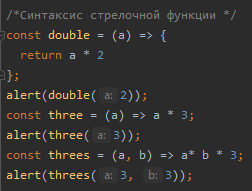 /*Синтаксис стрелочной функции */
const double = (a) => {
  return a * 2
};
alert(double( a: 2));
const three = (a) => a * 3;
alert(three( a: 3));
const threes = (a, b) => a* b * 3;
alert(threes( a: 3,  b: 3));